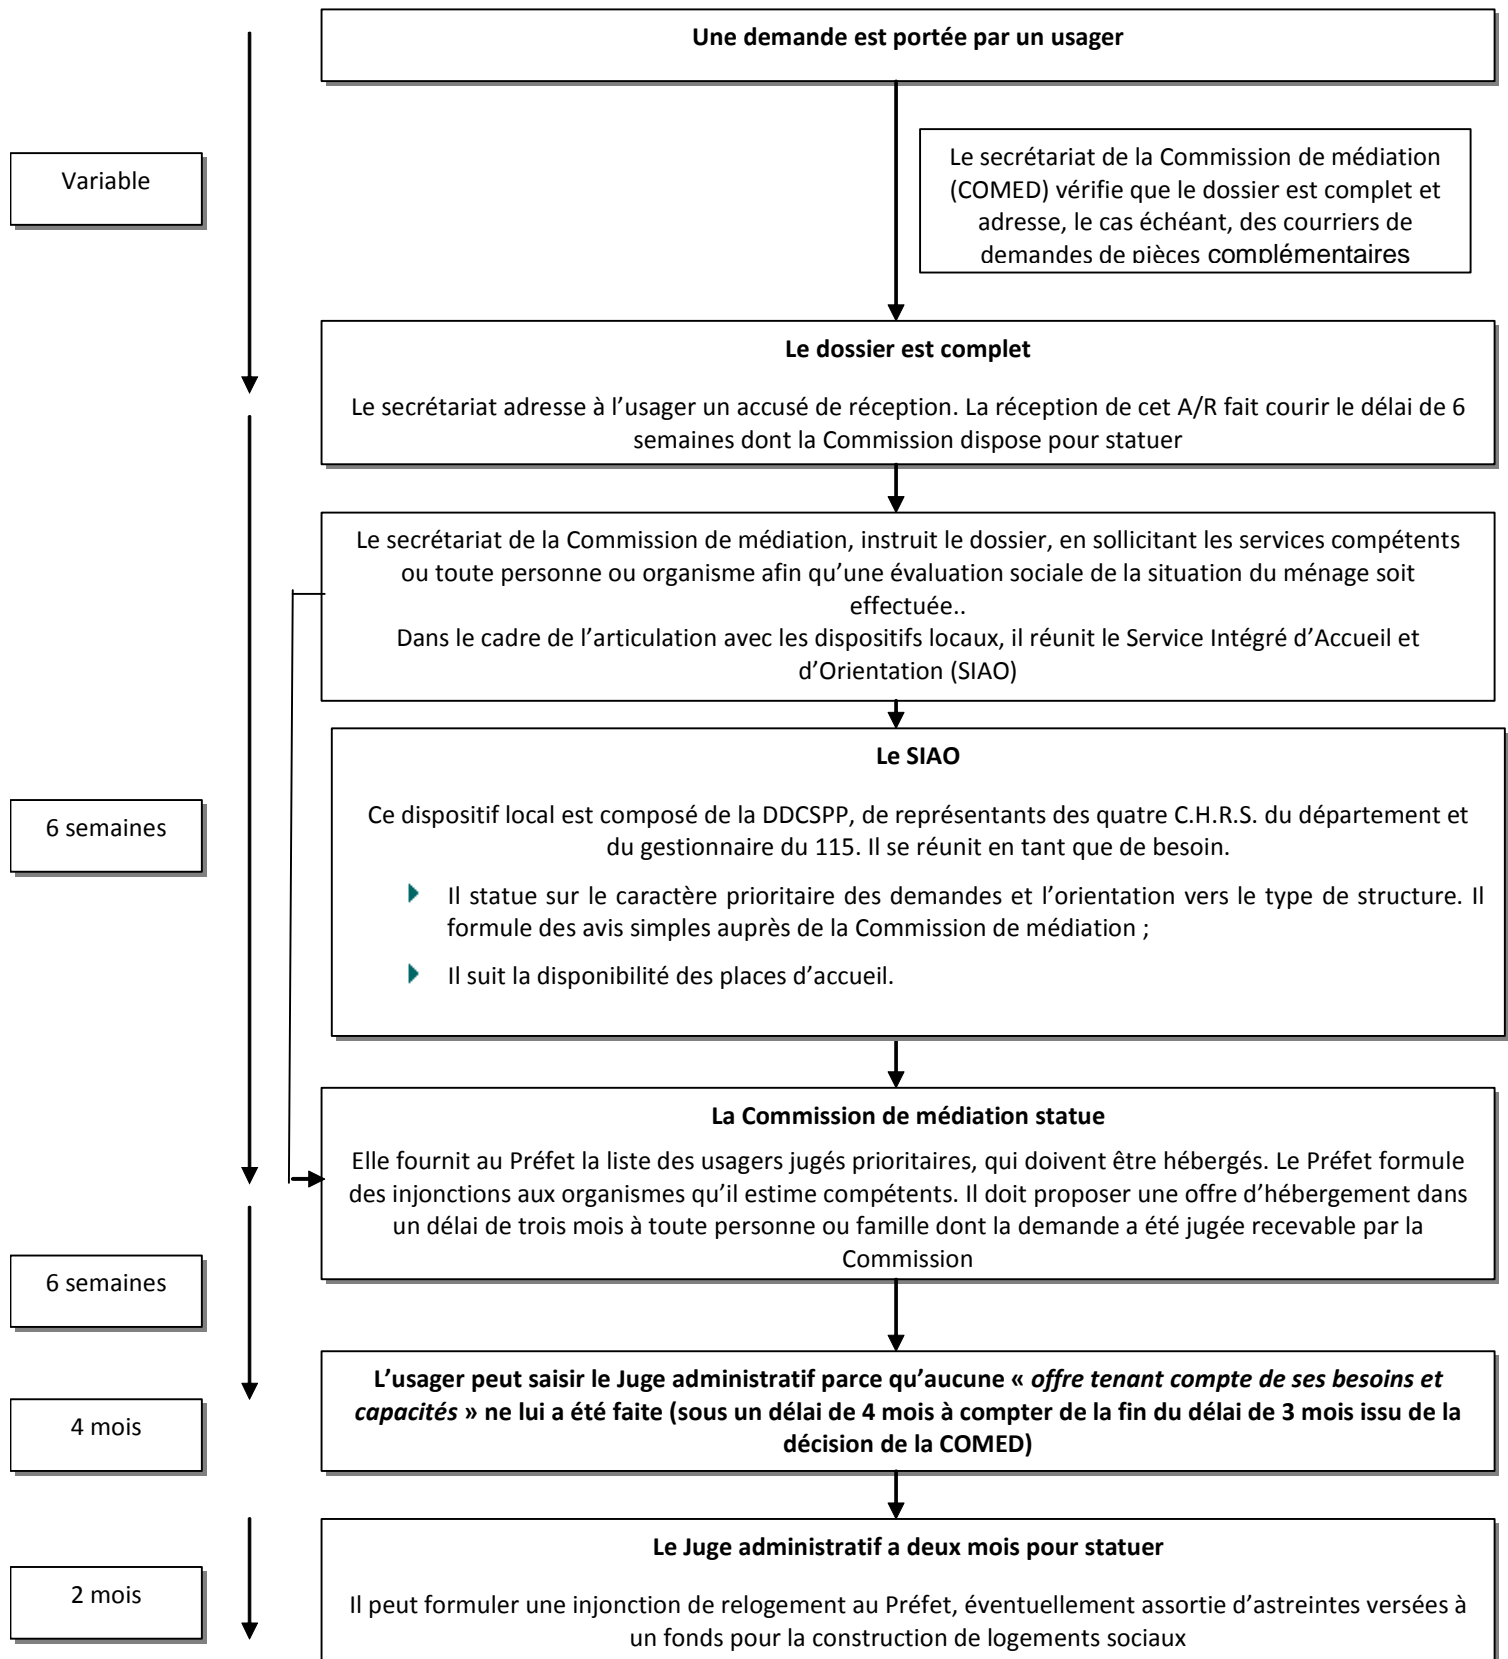 Une demande est portée par un usager
Variable
Le secrétariat de la Commission de médiation
(COMED) vérifie que le dossier est complet et
adresse, le cas échéant, des courriers de
demandes de pièces complémentaires
Le dossier est complet
Le secrétariat adresse à l’usager un accusé de réception. La réception de cet A/R fait courir le délai de 6
semaines dont la Commission dispose pour statuer
Le secrétariat de la Commission de médiation, instruit le dossier, en sollicitant les services compétents
ou toute personne ou organisme afin qu’une évaluation sociale de la situation du ménage soit
effectuée..
Dans le cadre de l’articulation avec les dispositifs locaux, il réunit le Service Intégré d’Accueil et
d’Orientation (SIAO)
Le SIAO
6 semaines
Ce dispositif local est composé de la DDCSPP, de représentants des quatre C.H.R.S. du département et
du gestionnaire du 115. Il se réunit en tant que de besoin.
Il statue sur le caractère prioritaire des demandes et l’orientation vers le type de structure. Il
formule des avis simples auprès de la Commission de médiation ;
Il suit la disponibilité des places d’accueil.
La Commission de médiation statue
Elle fournit au Préfet la liste des usagers jugés prioritaires, qui doivent être hébergés. Le Préfet formule
des injonctions aux organismes qu’il estime compétents. Il doit proposer une offre d’hébergement dans
un délai de trois mois à toute personne ou famille dont la demande a été jugée recevable par la
Commission
6 semaines
L’usager peut saisir le Juge administratif parce qu’aucune « offre tenant compte de ses besoins et
capacités » ne lui a été faite (sous un délai de 4 mois à compter de la fin du délai de 3 mois issu de la
décision de la COMED)
4 mois
Le Juge administratif a deux mois pour statuer
2 mois
Il peut formuler une injonction de relogement au Préfet, éventuellement assortie d’astreintes versées à
un fonds pour la construction de logements sociaux